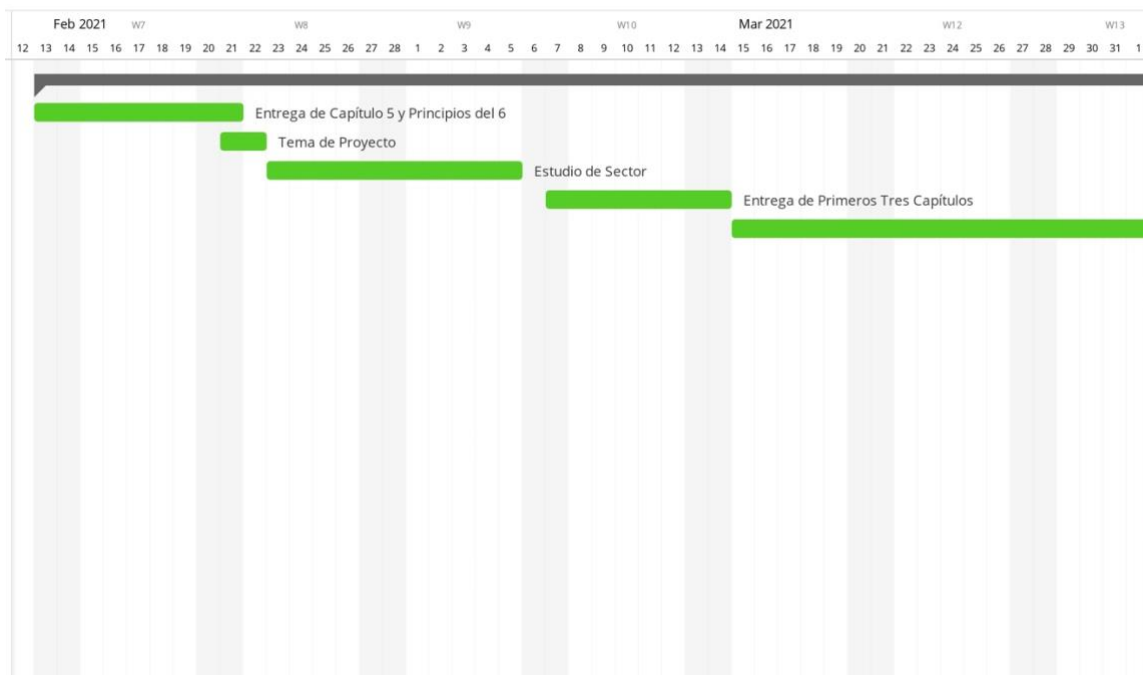 Feb 2021 W7 W8 W9 W10 Mar 2021 W12 W13
12 13 14 15 16 17 18 19 20 21 22 23 24 25 26 27 28 1 2 3 4 5 6 7 8 9 10 11 12 13 14 15 16 17 18 19 20 21 22 23 24 25 26 27 28 29 30 31 1
Entrega de Capítulo 5 y Principios del 6
Tema de Proyecto
Estudio de Sector
Entrega de Primeros Tres Capítulos